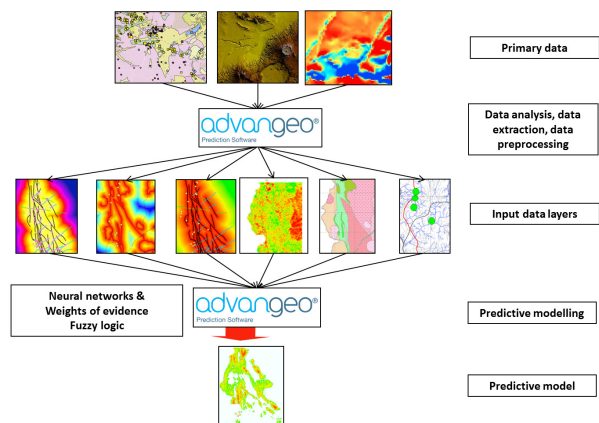 Primary data
advangeo®
Prediction Software
Data analysis, data
extraction, data
preprocessing
Input data layers
Neural networks &
Weights of evidence
Fuzzy logic
advangeo®
Prediction Software
Predictive modelling
Predictive model